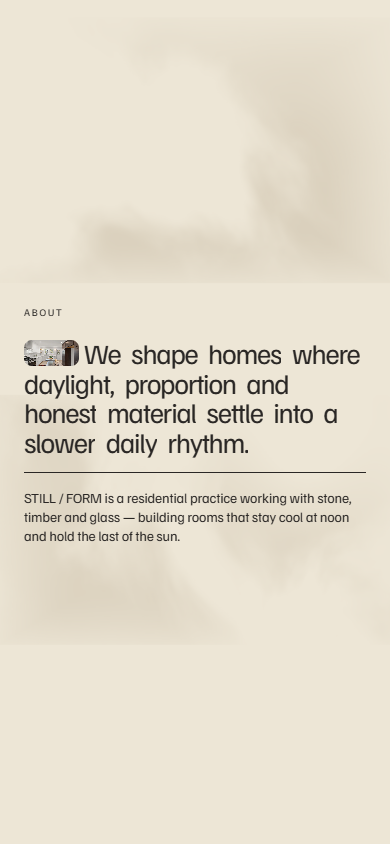 ABOUT
We shape homes where
daylight, proportion and
honest material settle into a
slower daily rhythm.
STILL / FORM is a residential practice working with stone,
timber and glass — building rooms that stay cool at noon
and hold the last of the sun.